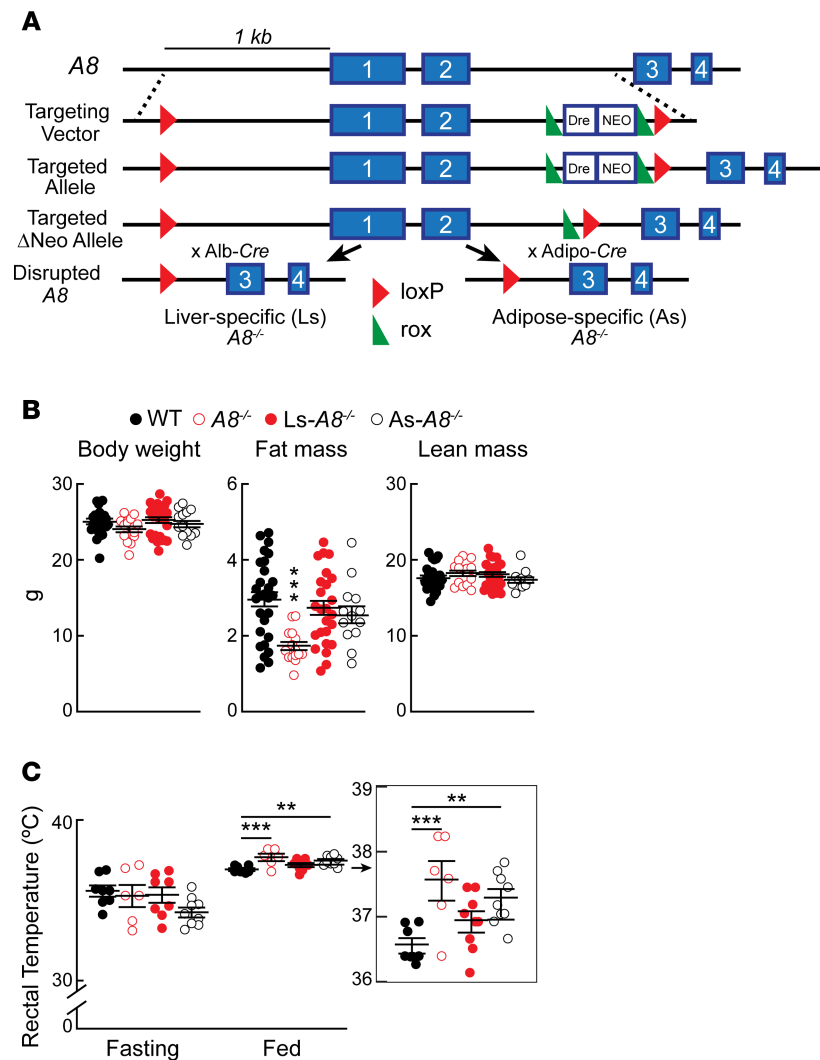 A
1 kb
A8
1
2
3
4
Targeting
Vector
1
2
Dre
NEO
Targeted
Allele
1
2
Dre
NEO
3
4
Targeted
ΔNeo Allele
1
2
3
4
x Alb-Cre
x Adipo-Cre
Disrupted
A8
3
4
loxP
3
4
Liver-specific (Ls)
A8-/-
rox
Adipose-specific (As)
A8-/-
B
WT
A8-/-
Ls-A8-/-
As-A8-/-
Body weight
Fat mass
Lean mass
g
30
20
10
0
6
4
2
0
***
30
20
10
0
C
Rectal Temperature (ºC)
40
30
0
***
**
39
38
37
36
***
**
Fasting
Fed